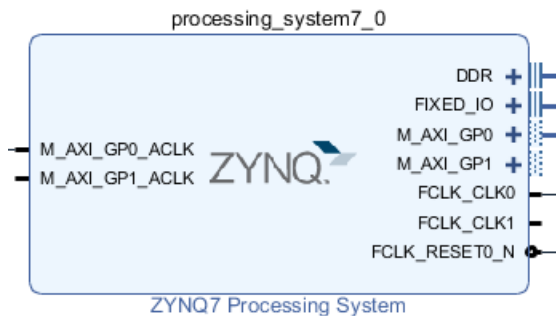 processing_system7_0
DDR
FIXED_IO
M_AXI_GP0_ACLK
M_AXI_GP0
M_AXI_GP1_ACLK
ZYNQ.
M_AXI_GP1
FCLK_CLK0
FCLK_CLK1
FCLK_RESET0_N
ZYNQ7 Processing System